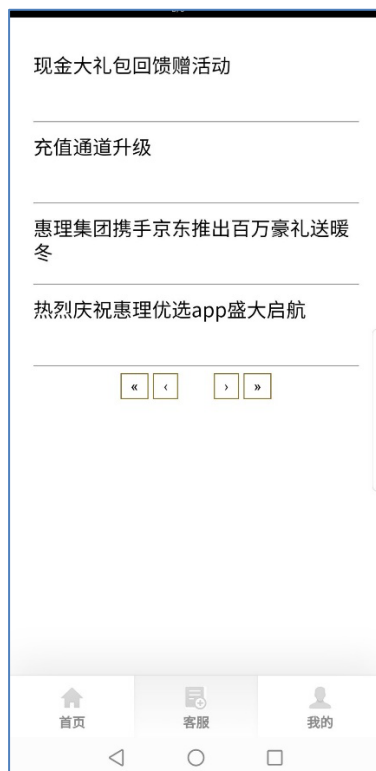 现金大礼包回馈赠活动
充值通道升级
惠理集团携手京东推出百万豪礼送暖
冬
热烈庆祝惠理优选app盛大启航
« ‹ › »
首页 客服 我的